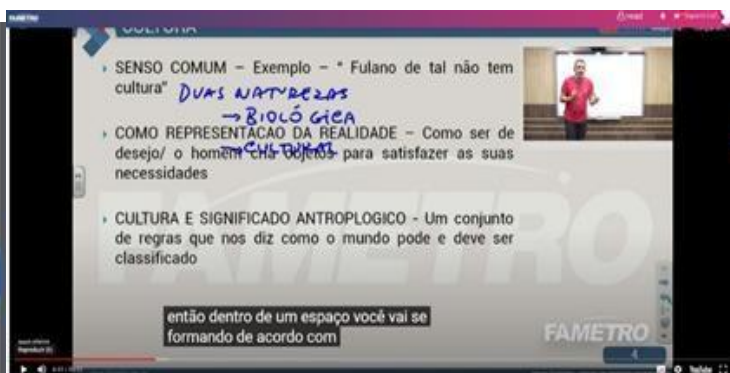 FAMETRO
CULTURA
SENSO COMUM – Exemplo – “ Fulano de tal não tem
cultura”
DUAS NATUREZAS
→ BIOLÓGICA
COMO REPRESENTACAO DA REALIDADE – Como ser de
→ CULTURAL
desejo/ o homem cria objetos para satisfazer as suas
necessidades
CULTURA E SIGNIFICADO ANTROPLOGICO - Um conjunto
de regras que nos diz como o mundo pode e deve ser
classificado
FAMETRO
então dentro de um espaço você vai se
formando de acordo com
FAMETRO
4
YouTube